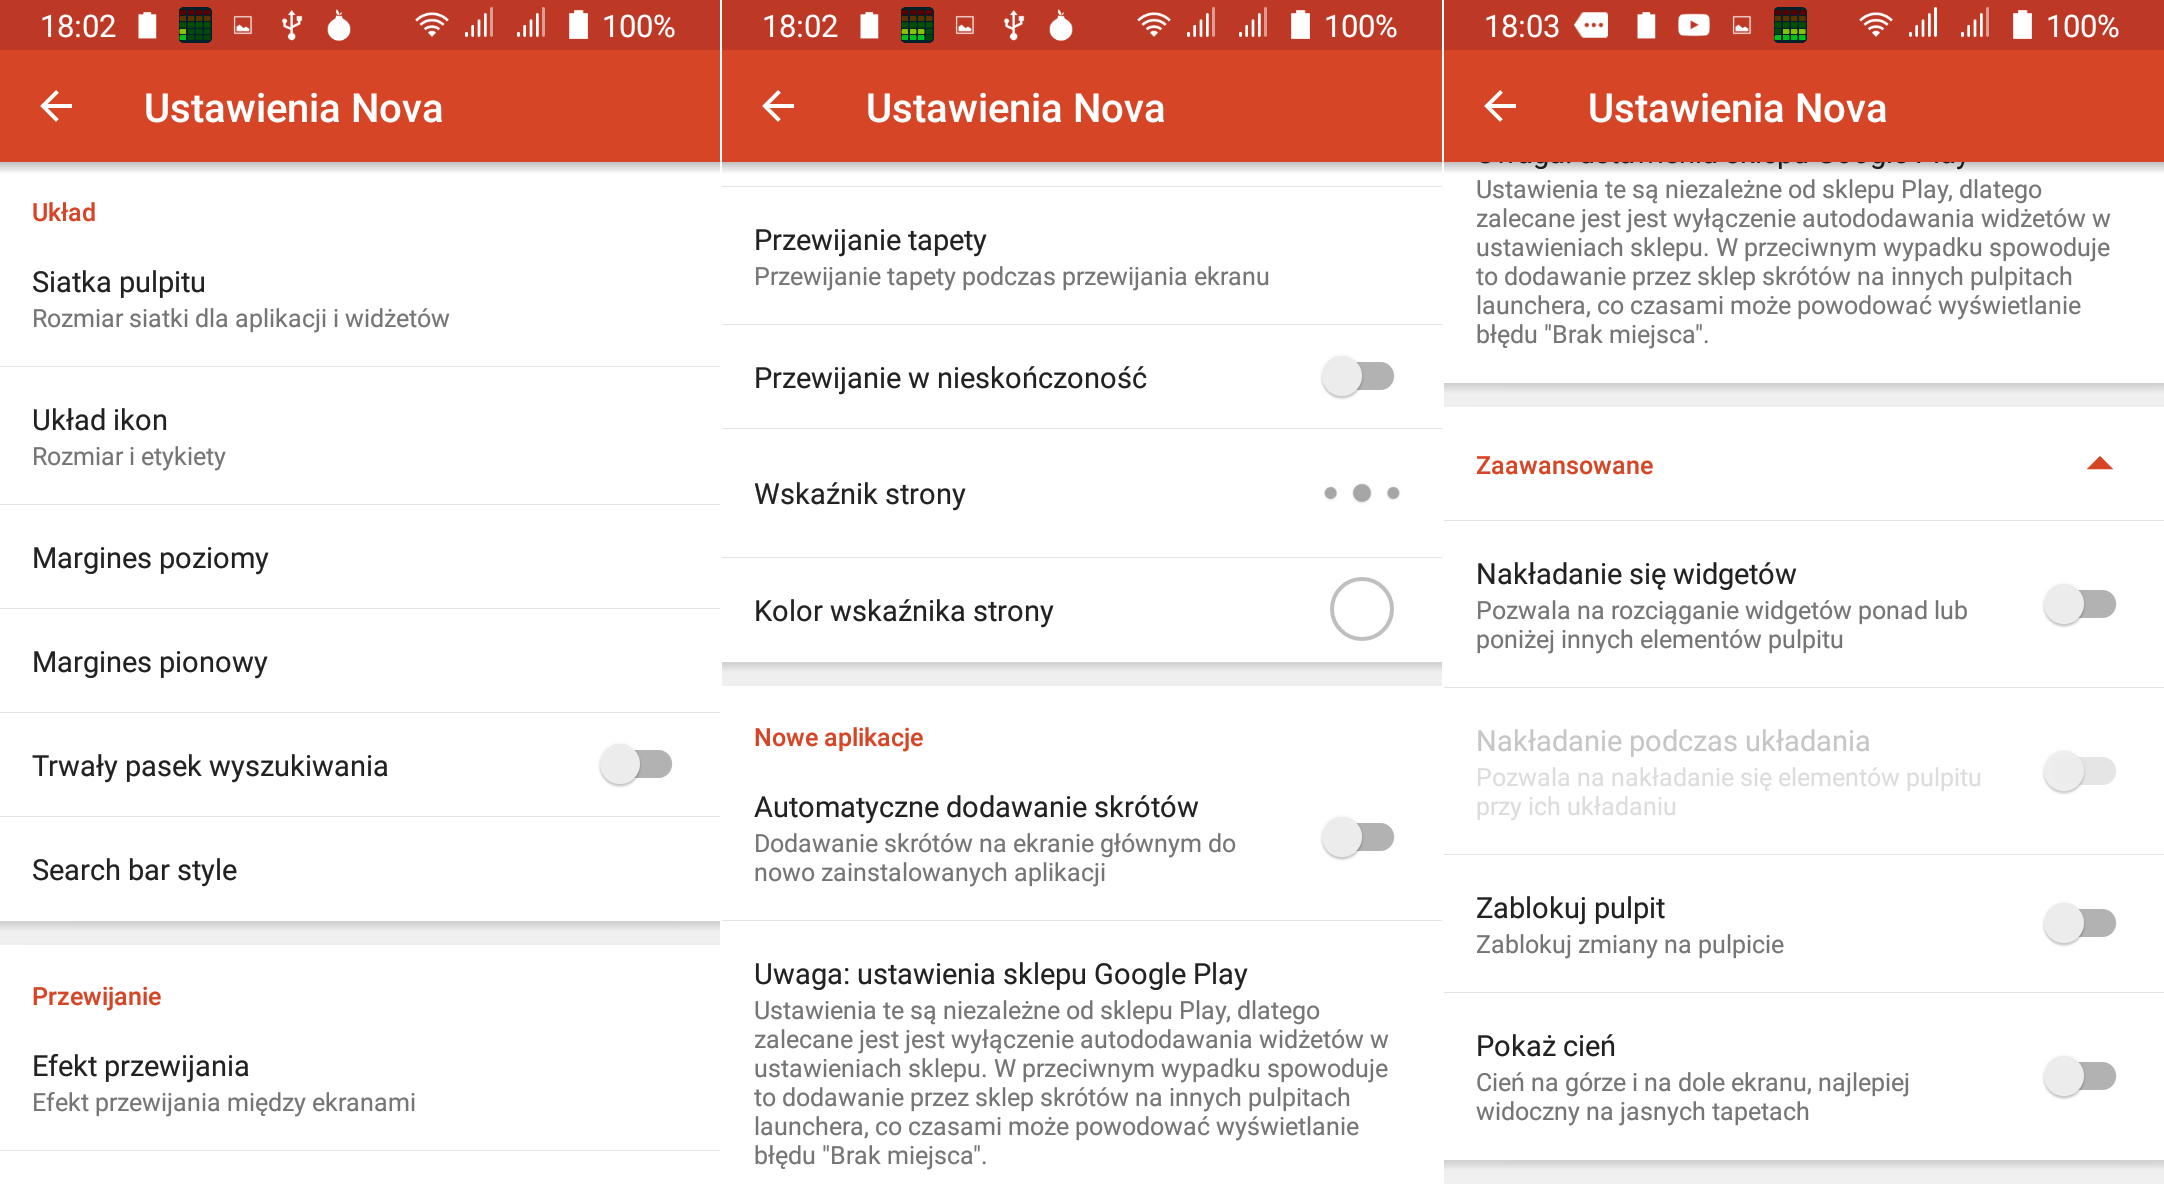 18:02
100%
Ustawienia Nova
Układ
Siatka pulpitu
Rozmiar siatki dla aplikacji i widżetów
Układ ikon
Rozmiar i etykiety
Margines poziomy
Margines pionowy
Trwały pasek wyszukiwania
Search bar style
Przewijanie
Efekt przewijania
Efekt przewijania między ekranami
18:02
100%
Ustawienia Nova
Przewijanie tapety
Przewijanie tapety podczas przewijania ekranu
Przewijanie w nieskończoność
Wskaźnik strony
Kolor wskaźnika strony
Nowe aplikacje
Automatyczne dodawanie skrótów
Dodawanie skrótów na ekranie głównym do
nowo zainstalowanych aplikacji
Uwaga: ustawienia sklepu Google Play
Ustawienia te są niezależne od sklepu Play, dlatego
zalecane jest jest wyłączenie autododawania widżetów w
ustawieniach sklepu. W przeciwnym wypadku spowoduje
to dodawanie przez sklep skrótów na innych pulpitach
launchera, co czasami może powodować wyświetlanie
błędu "Brak miejsca".
18:03
100%
Ustawienia Nova
Uwaga: ustawienia sklepu Google Play
Ustawienia te są niezależne od sklepu Play, dlatego
zalecane jest jest wyłączenie autododawania widżetów w
ustawieniach sklepu. W przeciwnym wypadku spowoduje
to dodawanie przez sklep skrótów na innych pulpitach
launchera, co czasami może powodować wyświetlanie
błędu "Brak miejsca".
Zaawansowane
Nakładanie się widgetów
Pozwala na rozciąganie widgetów ponad lub
poniżej innych elementów pulpitu
Nakładanie podczas układania
Pozwala na nakładanie się elementów pulpitu
przy ich układaniu
Zablokuj pulpit
Zablokuj zmiany na pulpicie
Pokaż cień
Cień na górze i na dole ekranu, najlepiej
widoczny na jasnych tapetach